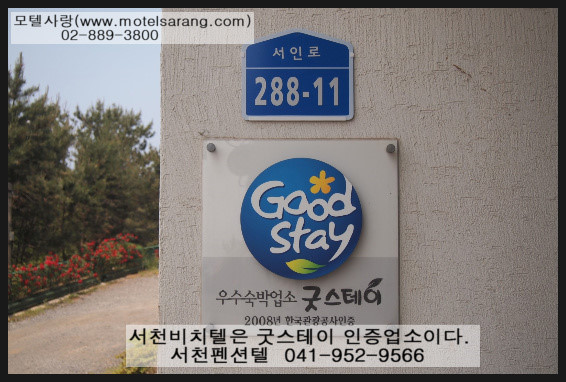 모텔사랑(www.motelsarang.com)
02-889-3800
서인로
288-11
Good
stay
우수숙박업소 굿스테이
2008년 한국관광공사인증
서천비치텔은 굿스테이 인증업소이다.
서천펜션텔 041-952-9566